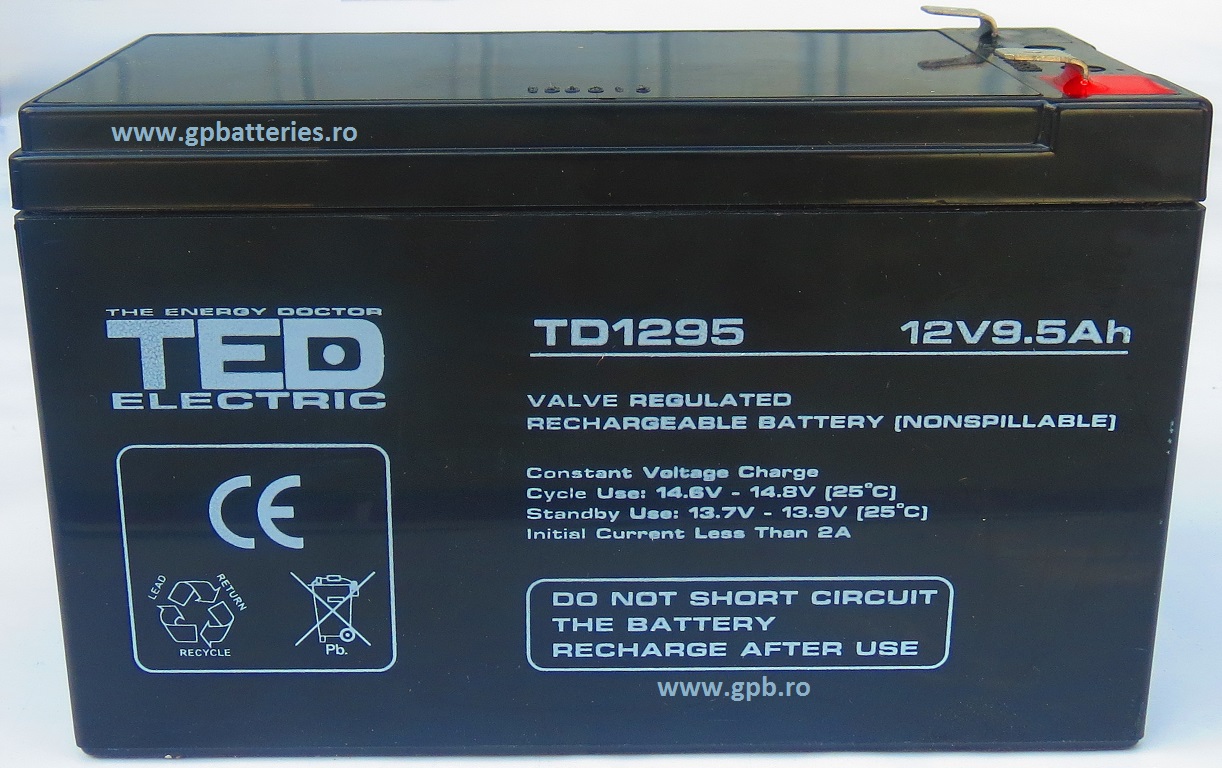 www.gpbatteries.ro
THE ENERGY DOCTOR
TED
ELECTRIC
TD1295 12V9.5Ah
VALVE REGULATED
RECHARGEABLE BATTERY (NONSPILLABLE)
Constant Voltage Charge
Cycle Use: 14.6V - 14.8V (25°C)
Standby Use: 13.7V - 13.9V (25°C)
Initial Current Less Than 2A
CE
LEAD RETURN
RECYCLE
Pb.
DO NOT SHORT CIRCUIT
THE BATTERY
RECHARGE AFTER USE
www.gpb.ro